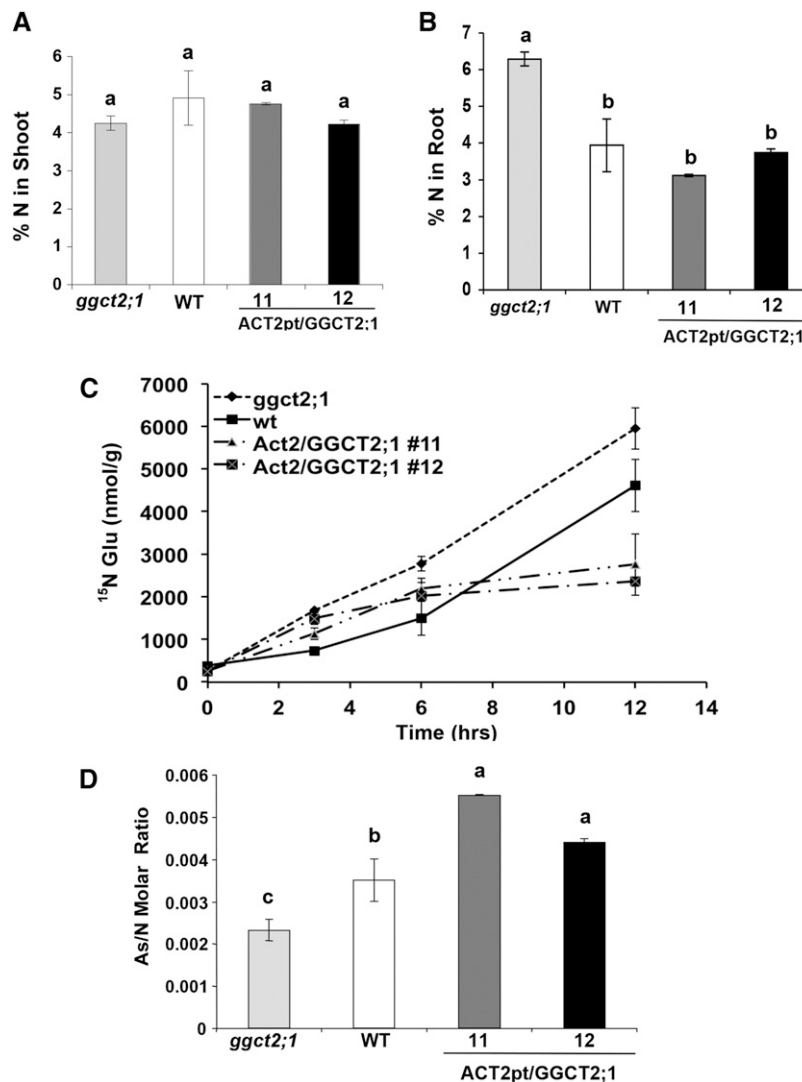 A
% N in Shoot
6
5
4
3
2
1
0
a
a
a
a
ggct2;1
WT
11
12
ACT2pt/GGCT2;1
B
% N in Root
7
6
5
4
3
2
1
0
a
b
b
b
ggct2;1
WT
11
12
ACT2pt/GGCT2;1
C
¹⁵N Glu (nmol/g)
7000
6000
5000
4000
3000
2000
1000
0
ggct2;1
wt
Act2/GGCT2;1 #11
Act2/GGCT2;1 #12
0 2 4 6 8 10 12 14
Time (hrs)
D
As/N Molar Ratio
0.006
0.005
0.004
0.003
0.002
0.001
0
c
b
a
a
ggct2;1
WT
11
12
ACT2pt/GGCT2;1